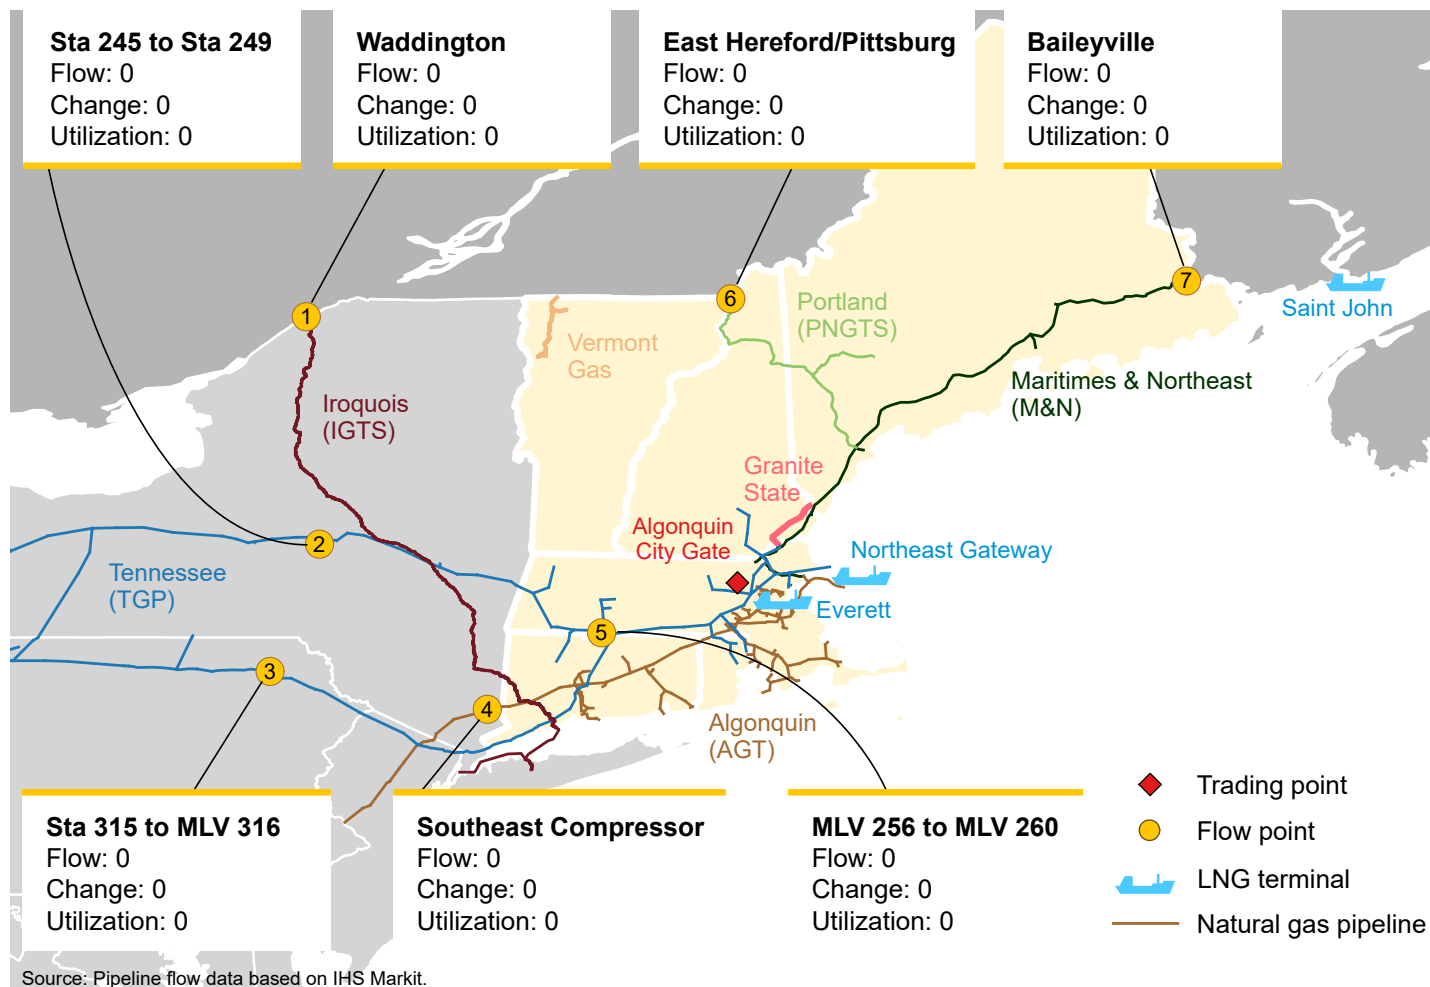 Sta 245 to Sta 249
Flow: 0
Change: 0
Utilization: 0
Waddington
Flow: 0
Change: 0
Utilization: 0
East Hereford/Pittsburg
Flow: 0
Change: 0
Utilization: 0
Baileyville
Flow: 0
Change: 0
Utilization: 0
1
6
7
Saint John
Portland
(PNGTS)
Vermont
Gas
Maritimes & Northeast
(M&N)
Iroquois
(IGTS)
Granite
State
Algonquin
City Gate
2
Northeast Gateway
Tennessee
(TGP)
Everett
5
3
4
Algonquin
(AGT)
Sta 315 to MLV 316
Flow: 0
Change: 0
Utilization: 0
Southeast Compressor
Flow: 0
Change: 0
Utilization: 0
MLV 256 to MLV 260
Flow: 0
Change: 0
Utilization: 0
Trading point
Flow point
LNG terminal
Natural gas pipeline
Source: Pipeline flow data based on IHS Markit.